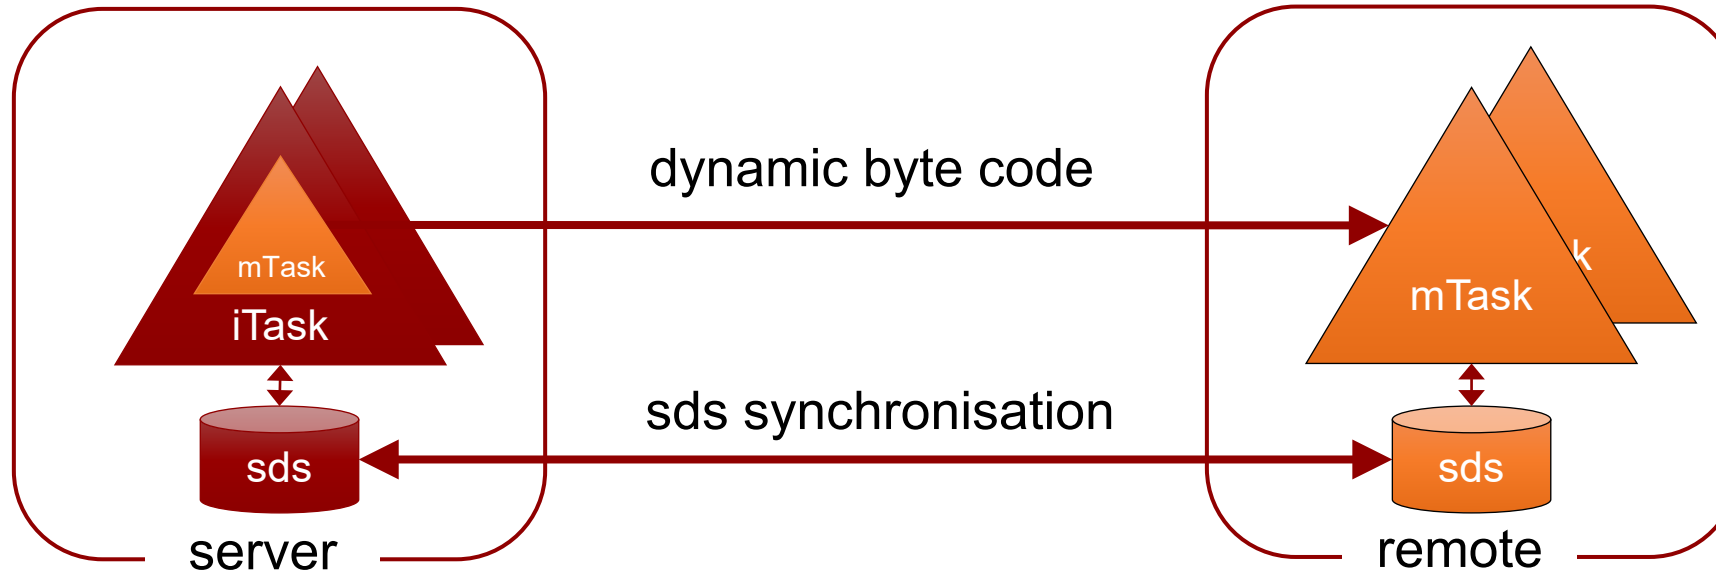 dynamic byte code
mTask
iTask
k
mTask
sds synchronisation
sds
sds
server
remote